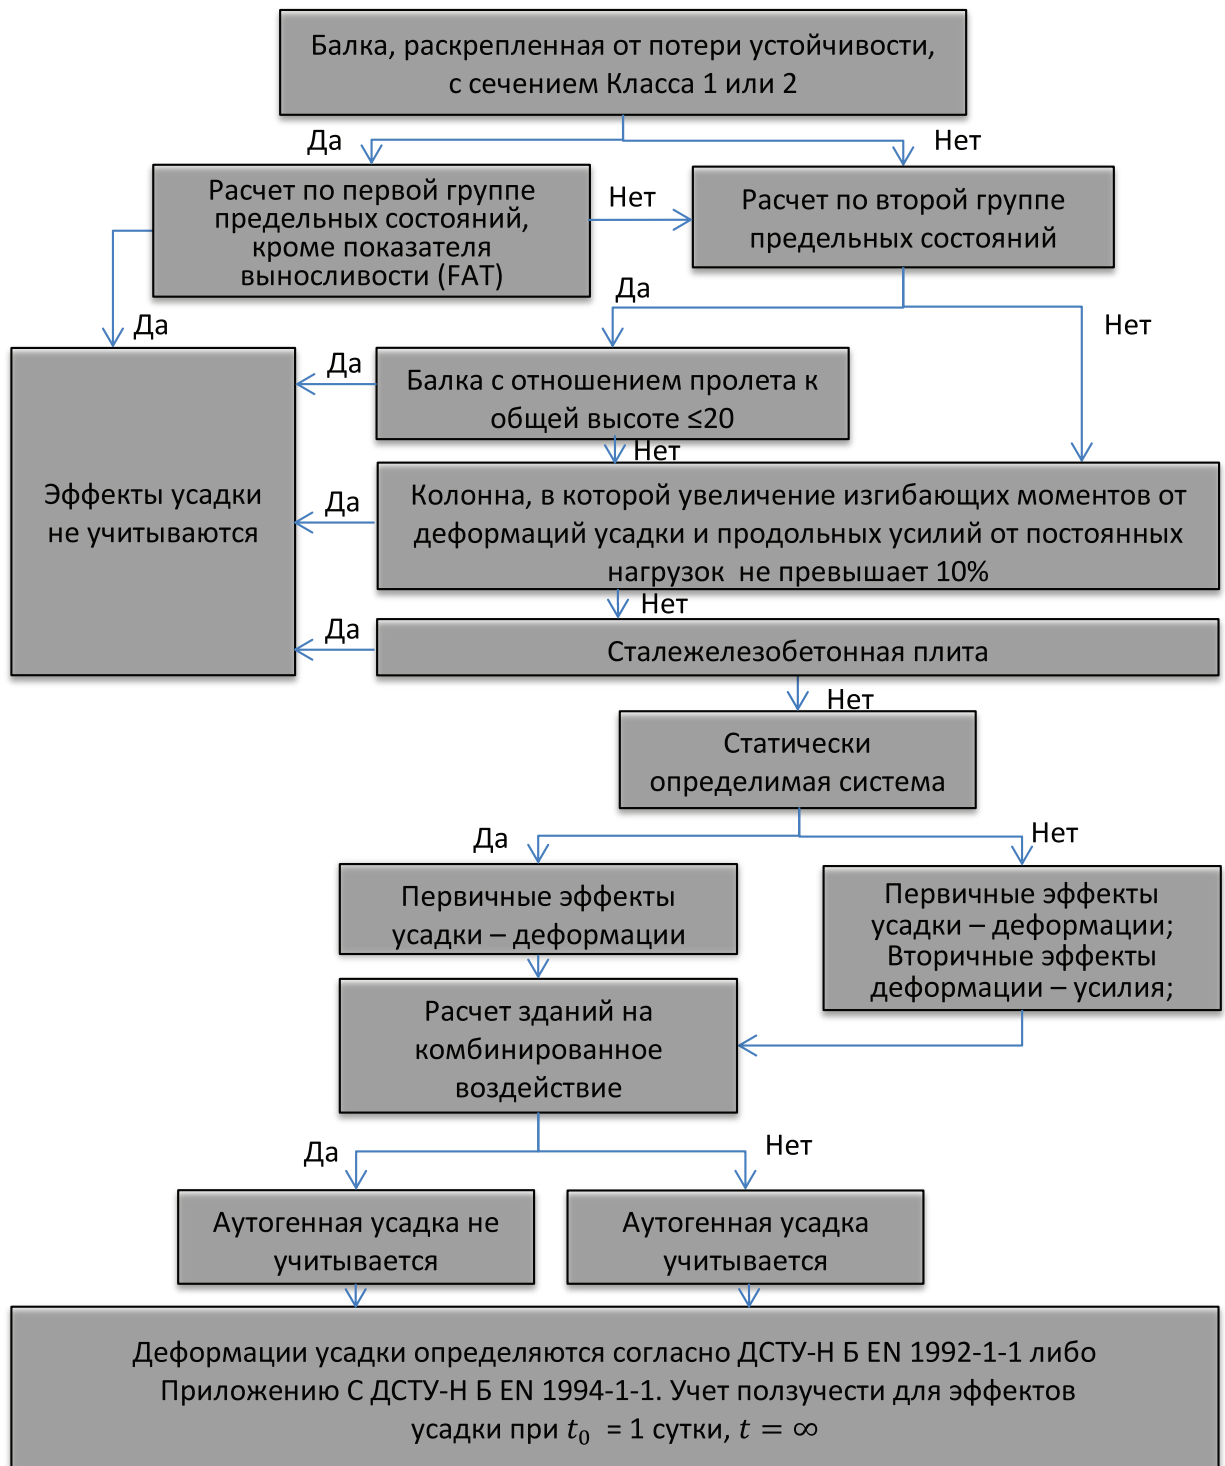 Балка, раскрепленная от потери устойчивости,
с сечением Класса 1 или 2
Да
Нет
Расчет по первой группе
предельных состояний,
кроме показателя
выносливости (FAT)
Нет
Расчет по второй группе
предельных состояний
Да
Да
Нет
Да
Балка с отношением пролета к
общей высоте ≤20
Нет
Эффекты усадки
не учитываются
Да
Колонна, в которой увеличение изгибающих моментов от
деформаций усадки и продольных усилий от постоянных
нагрузок не превышает 10%
Нет
Да
Сталежелезобетонная плита
Нет
Статически
определимая система
Да
Нет
Первичные эффекты
усадки – деформации
Первичные эффекты
усадки – деформации;
Вторичные эффекты
деформации – усилия;
Расчет зданий на
комбинированное
воздействие
Да
Нет
Аутогенная усадка не
учитывается
Аутогенная усадка
учитывается
Деформации усадки определяются согласно ДСТУ-Н Б EN 1992-1-1 либо
Приложению С ДСТУ-Н Б EN 1994-1-1. Учет ползучести для эффектов
усадки при t₀ = 1 сутки, t = ∞